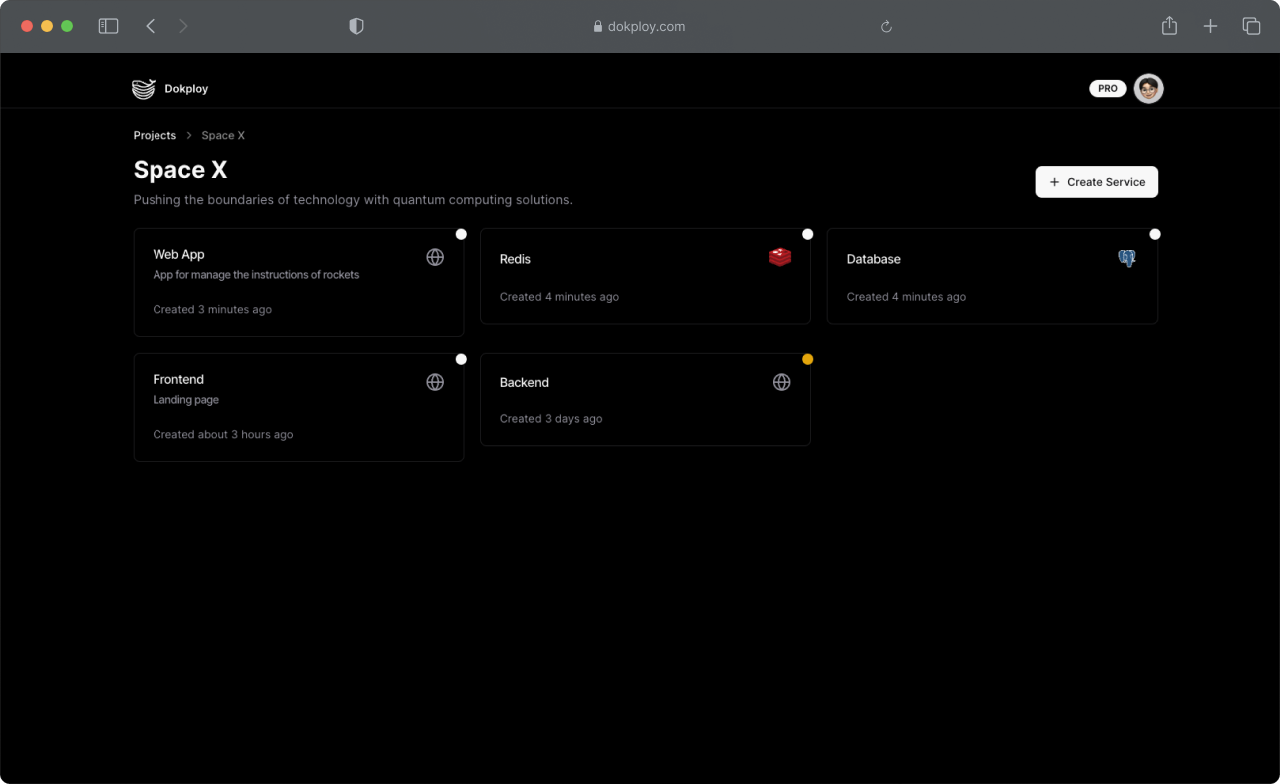 dokploy.com
Dokploy
PRO
Projects > Space X
Space X
Pushing the boundaries of technology with quantum computing solutions.
+ Create Service
Web App
App for manage the instructions of rockets
Created 3 minutes ago
Redis
Created 4 minutes ago
Database
Created 4 minutes ago
Frontend
Landing page
Created about 3 hours ago
Backend
Created 3 days ago